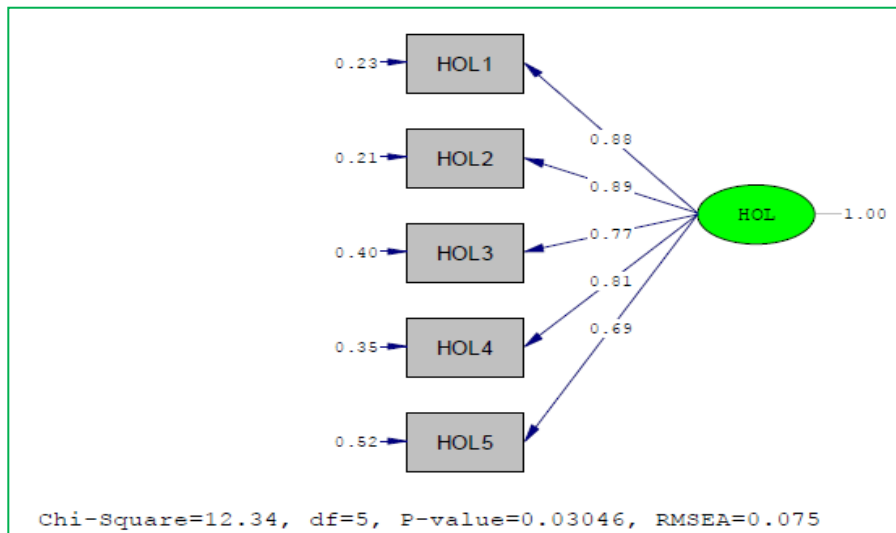 0.23 HOL1
0.88
0.21 HOL2
0.89
HOL 1.00
0.77
0.40 HOL3
0.81
0.69
0.35 HOL4
0.52 HOL5
Chi-Square=12.34, df=5, P-value=0.03046, RMSEA=0.075